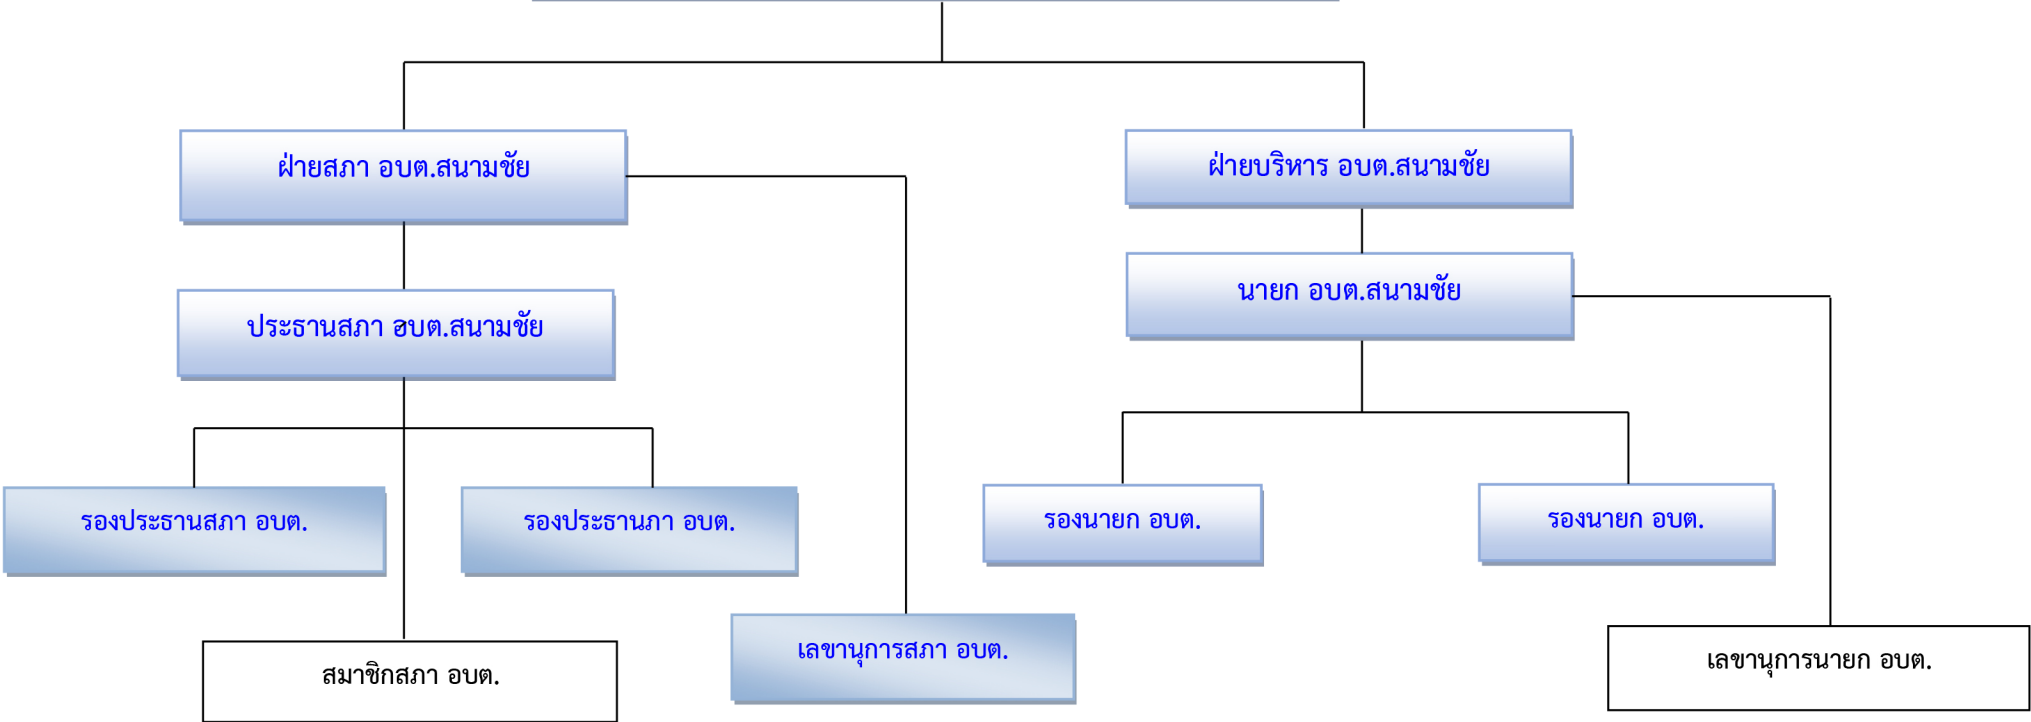 ฝ่ายสภา อบต.สนามชัย
ฝ่ายบริหาร อบต.สนามชัย
นายก อบต.สนามชัย
ประธานสภา อบต.สนามชัย
รองประธานสภา อบต.
รองประธานภา อบต.
รองนายก อบต.
รองนายก อบต.
เลขานุการสภา อบต.
สมาชิกสภา อบต.
เลขานุการนายก อบต.